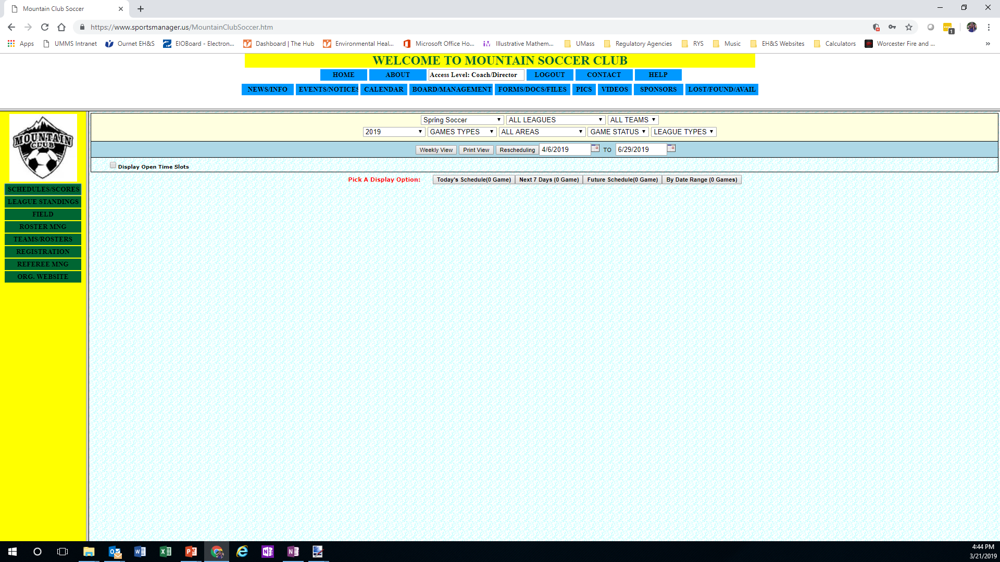 Mountain Club Soccer
https://www.sportsmanager.us/MountainClubSoccer.htm
1
Apps UMMS Intranet Ournet EH&S EIOBoard - Electron... Dashboard | The Hub Environmental Heal... Microsoft Office Ho... Illustrative Mathem... UMass Regulatory Agencies RYS Music EH&S Websites Calculators Worcester Fire and ... »
WELCOME TO MOUNTAIN SOCCER CLUB
HOME ABOUT Access Level: Coach/Director LOGOUT CONTACT HELP
NEWS/INFO EVENTS/NOTICES CALENDAR BOARD/MANAGEMENT FORMS/DOCS/FILES PICS VIDEOS SPONSORS LOST/FOUND/AVAIL
MOUNTAIN
CLUB
SCHEDULES/SCORES
LEAGUE STANDINGS
FIELD
ROSTER MNG
TEAMS/ROSTERS
REGISTRATION
REFEREE MNG
ORG. WEBSITE
Spring Soccer ALL LEAGUES ALL TEAMS
2019 GAMES TYPES ALL AREAS GAME STATUS LEAGUE TYPES
Weekly View Print View Rescheduling 4/6/2019 TO 6/29/2019
Display Open Time Slots
Pick A Display Option: Today's Schedule(0 Game) Next 7 Days (0 Game) Future Schedule(0 Game) By Date Range (0 Games)
4:44 PM
3/21/2019